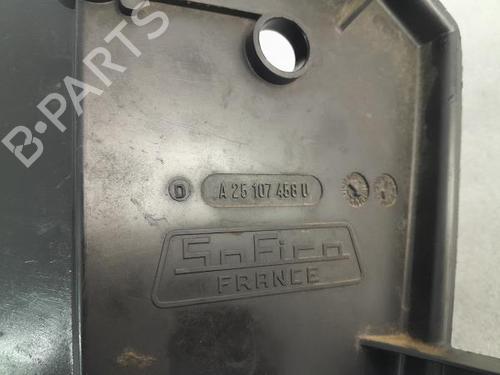 B-PARTS
D A 25 107 458 D
SoFica
FRANCE